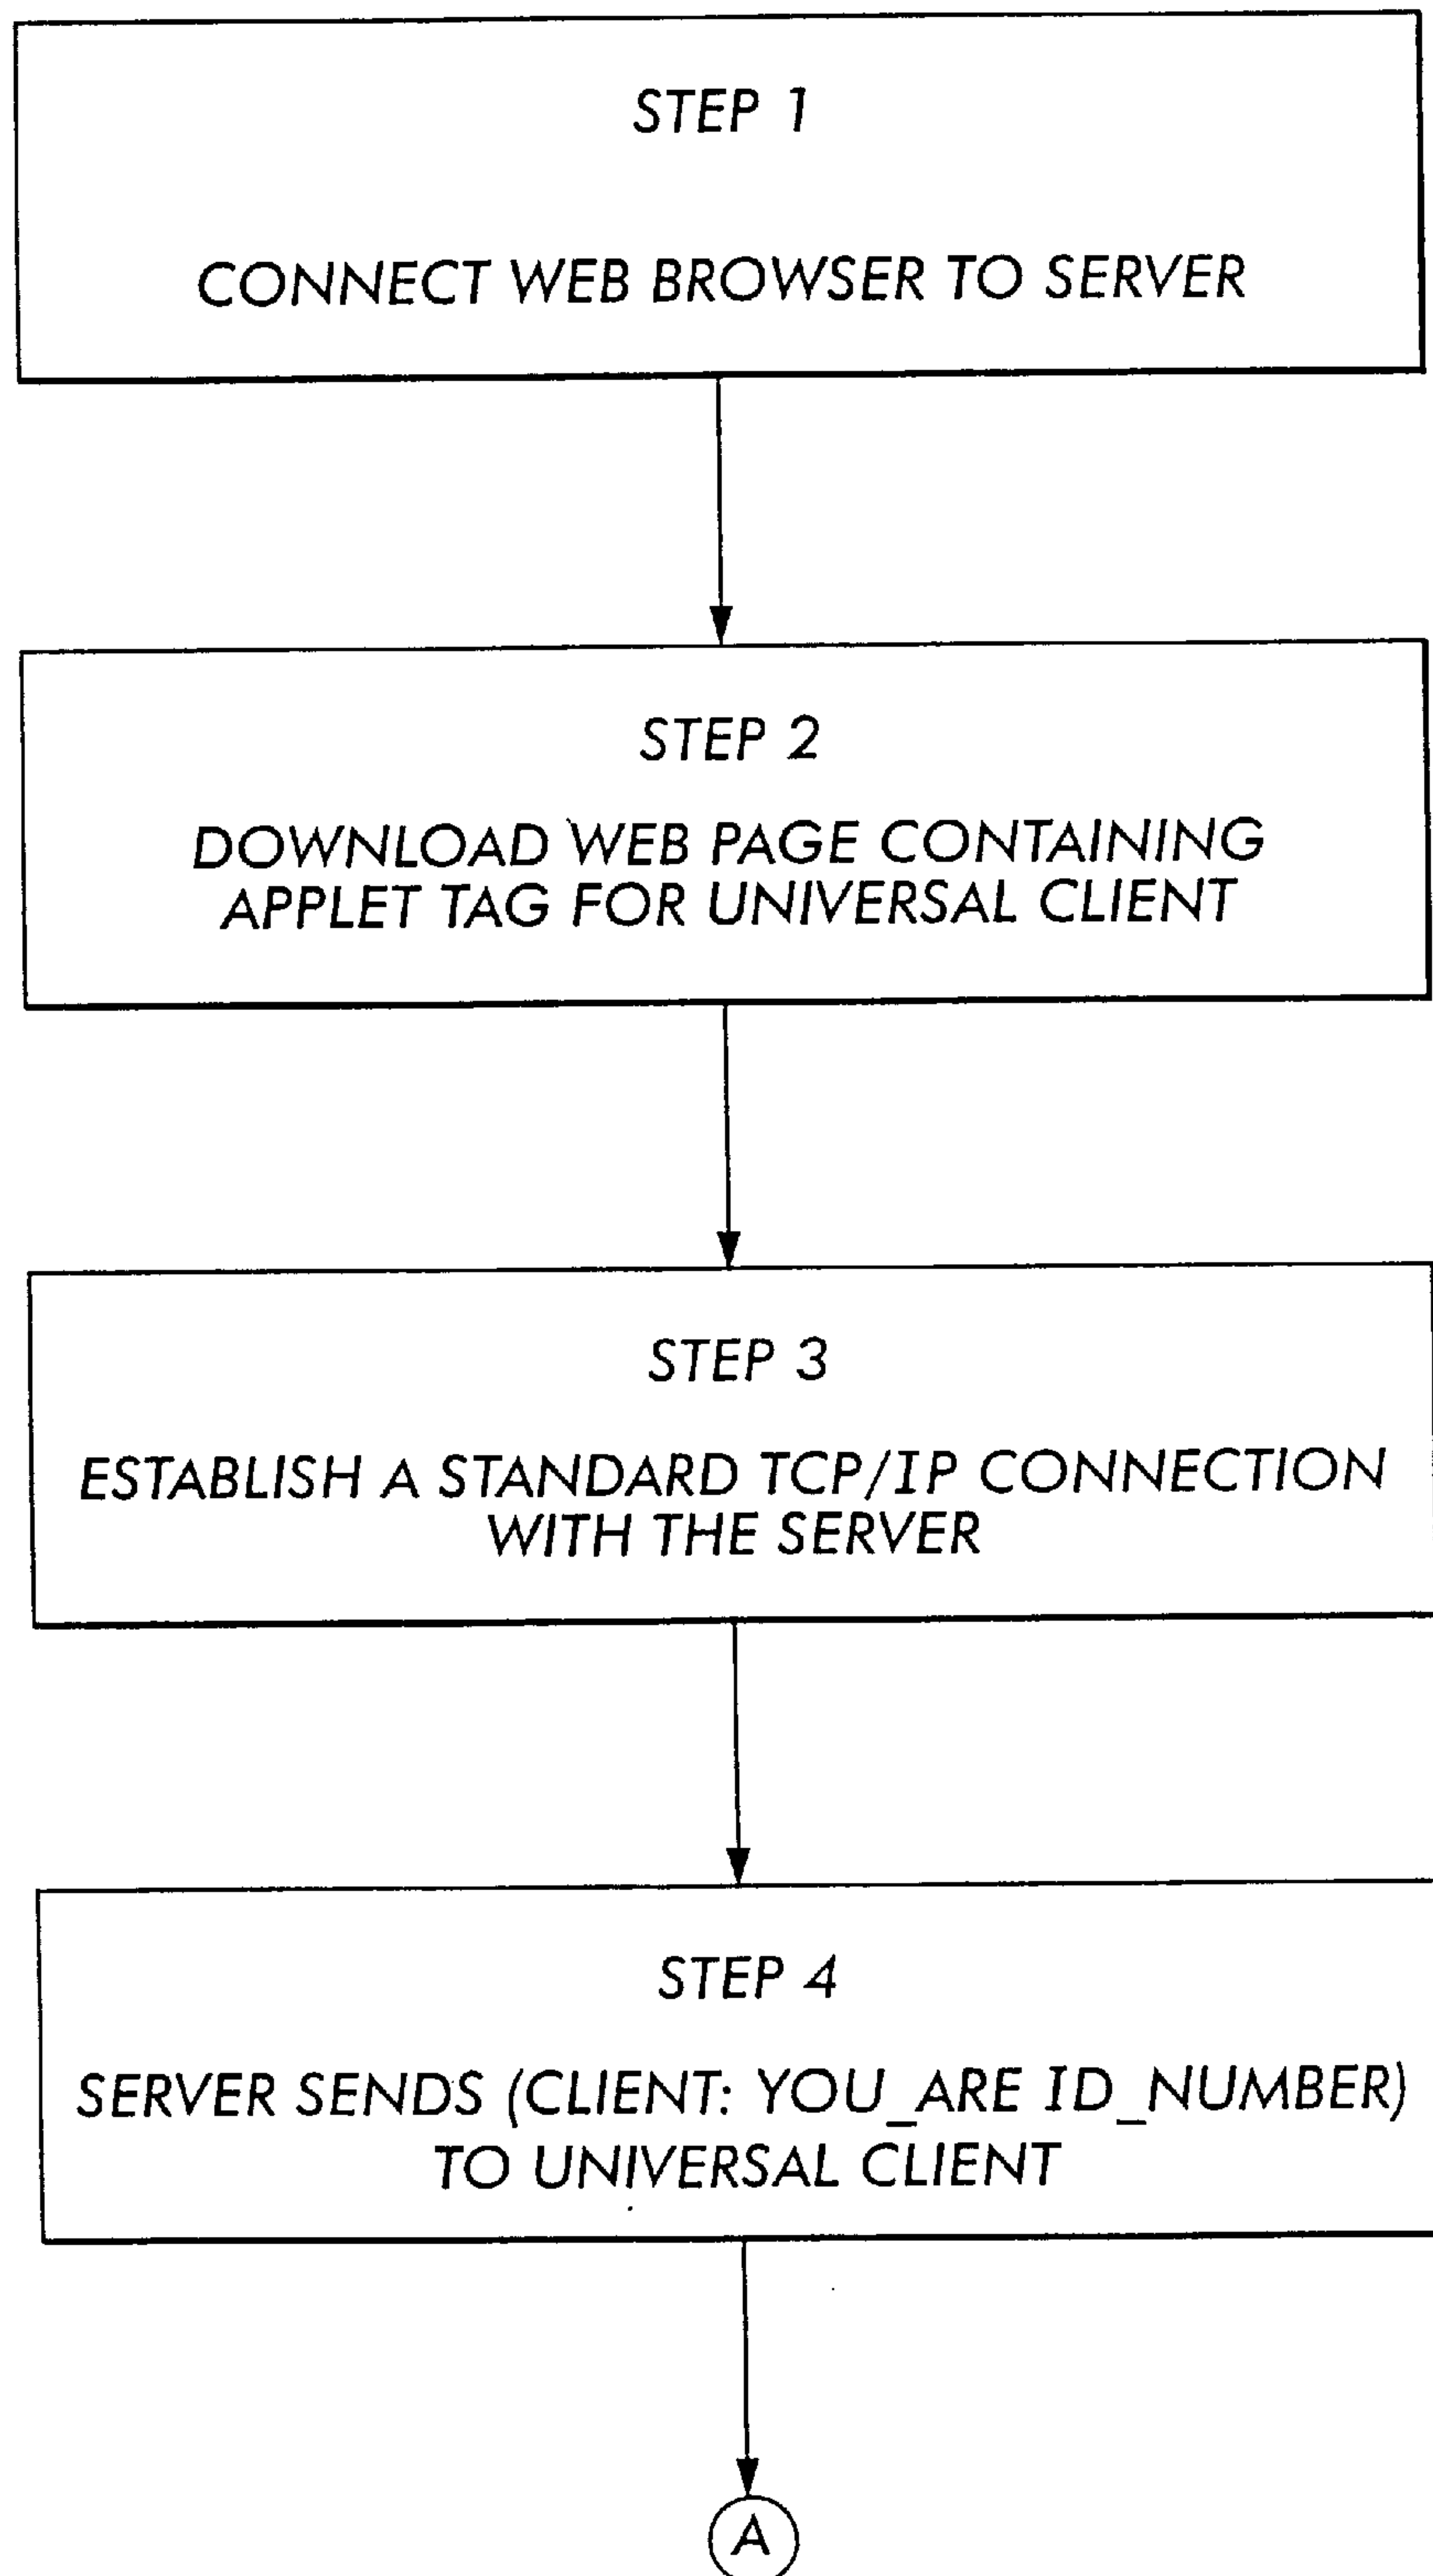 STEP 1
CONNECT WEB BROWSER TO SERVER
STEP 2
DOWNLOAD WEB PAGE CONTAINING
APPLET TAG FOR UNIVERSAL CLIENT
STEP 3
ESTABLISH A STANDARD TCP/IP CONNECTION
WITH THE SERVER
STEP 4
SERVER SENDS (CLIENT: YOU_ARE ID_NUMBER)
TO UNIVERSAL CLIENT
A